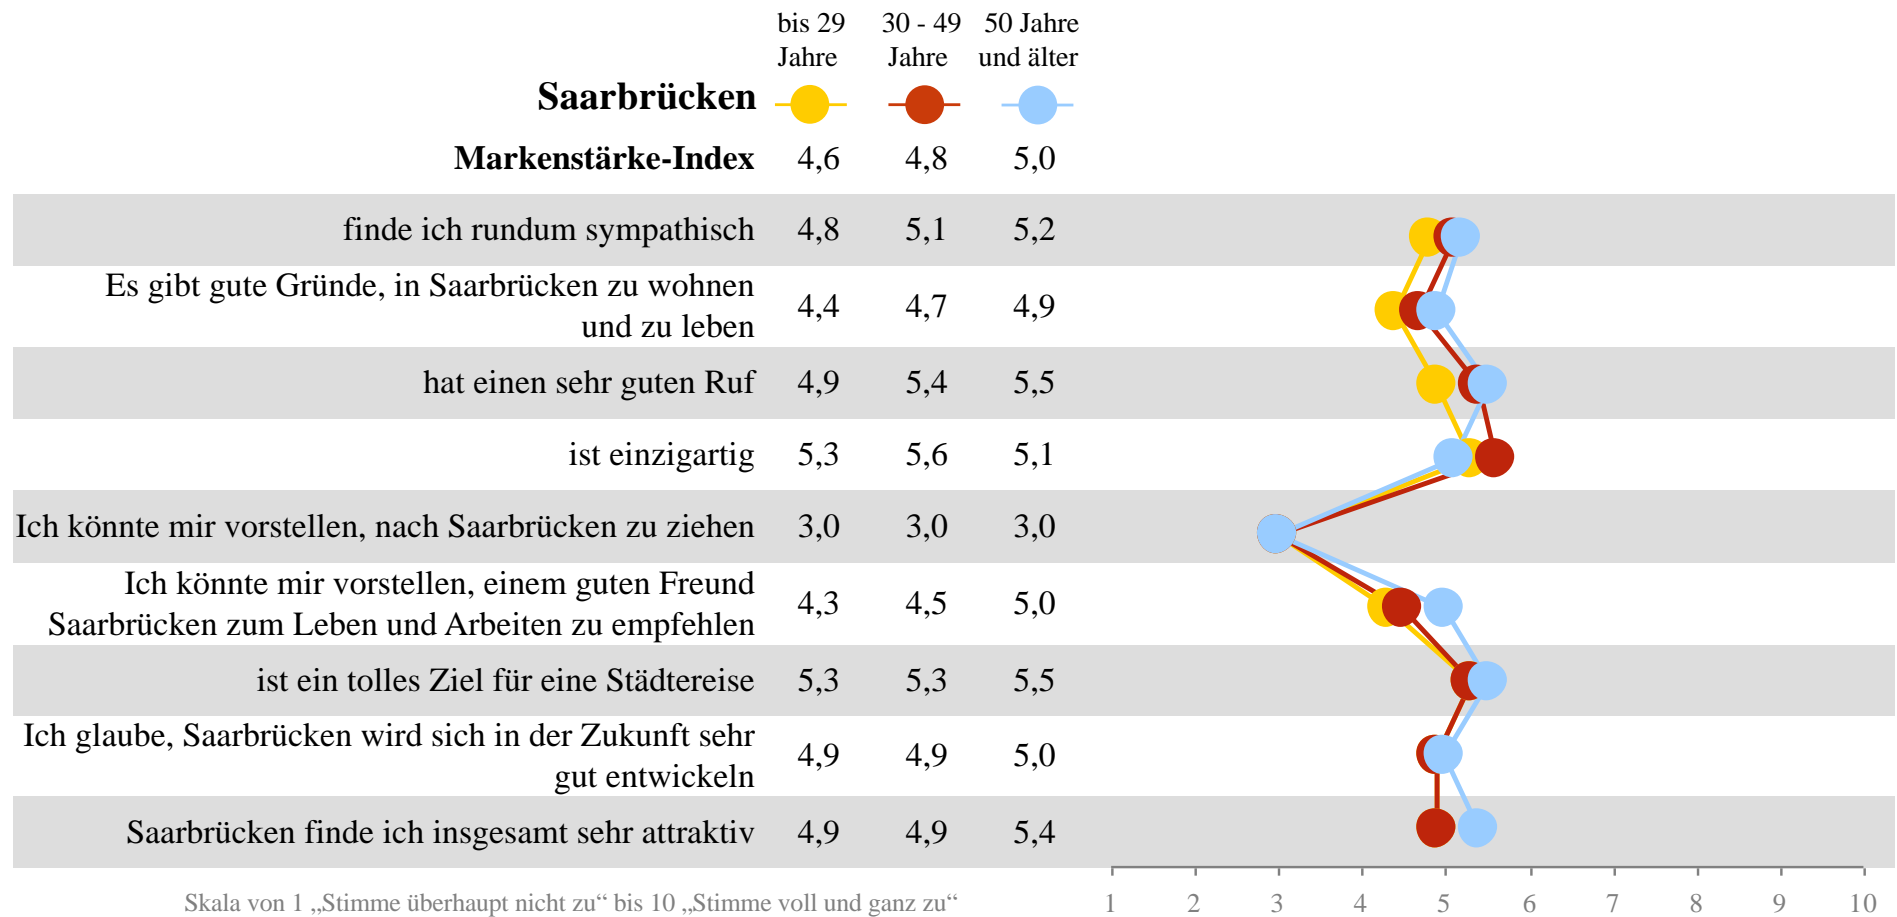 bis 29 30 - 49 50 Jahre
Jahre Jahre und älter
Saarbrücken
Markenstärke-Index 4,6 4,8 5,0
finde ich rundum sympathisch 4,8 5,1 5,2
Es gibt gute Gründe, in Saarbrücken zu wohnen
und zu leben 4,4 4,7 4,9
hat einen sehr guten Ruf 4,9 5,4 5,5
ist einzigartig 5,3 5,6 5,1
Ich könnte mir vorstellen, nach Saarbrücken zu ziehen 3,0 3,0 3,0
Ich könnte mir vorstellen, einem guten Freund
Saarbrücken zum Leben und Arbeiten zu empfehlen 4,3 4,5 5,0
ist ein tolles Ziel für eine Städtereise 5,3 5,3 5,5
Ich glaube, Saarbrücken wird sich in der Zukunft sehr
gut entwickeln 4,9 4,9 5,0
Saarbrücken finde ich insgesamt sehr attraktiv 4,9 4,9 5,4
Skala von 1 „Stimme überhaupt nicht zu“ bis 10 „Stimme voll und ganz zu“ 1 2 3 4 5 6 7 8 9 10